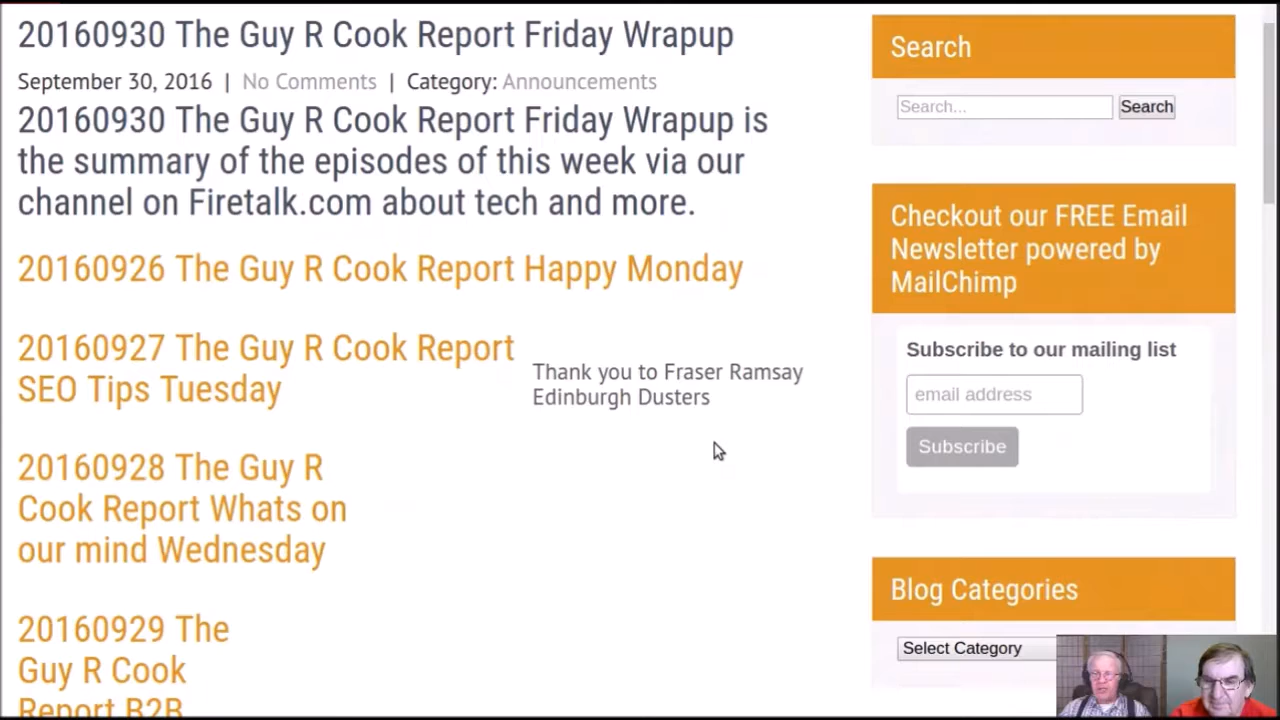 20160930 The Guy R Cook Report Friday Wrapup
September 30, 2016 | No Comments | Category: Announcements
20160930 The Guy R Cook Report Friday Wrapup is
the summary of the episodes of this week via our
channel on Firetalk.com about tech and more.
20160926 The Guy R Cook Report Happy Monday
20160927 The Guy R Cook Report
SEO Tips Tuesday
Thank you to Fraser Ramsay
Edinburgh Dusters
20160928 The Guy R
Cook Report Whats on
our mind Wednesday
20160929 The
Guy R Cook
Report B2B
Search
Search...
Search
Checkout our FREE Email
Newsletter powered by
MailChimp
Subscribe to our mailing list
email address
Subscribe
Blog Categories
Select Category